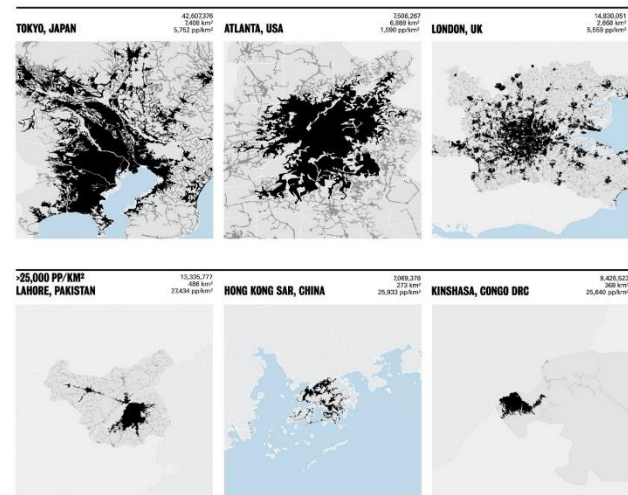 TOKYO, JAPAN
42,607,376
7,408 km²
5,752 pp/km²
ATLANTA, USA
7,506,267
6,888 km²
1,090 pp/km²
LONDON, UK
14,830,051
2,668 km²
5,559 pp/km²
>25,000 PP/KM²
LAHORE, PAKISTAN
13,335,777
486 km²
27,434 pp/km²
HONG KONG SAR, CHINA
7,069,378
273 km²
25,933 pp/km²
KINSHASA, CONGO DRC
9,426,523
368 km²
25,640 pp/km²